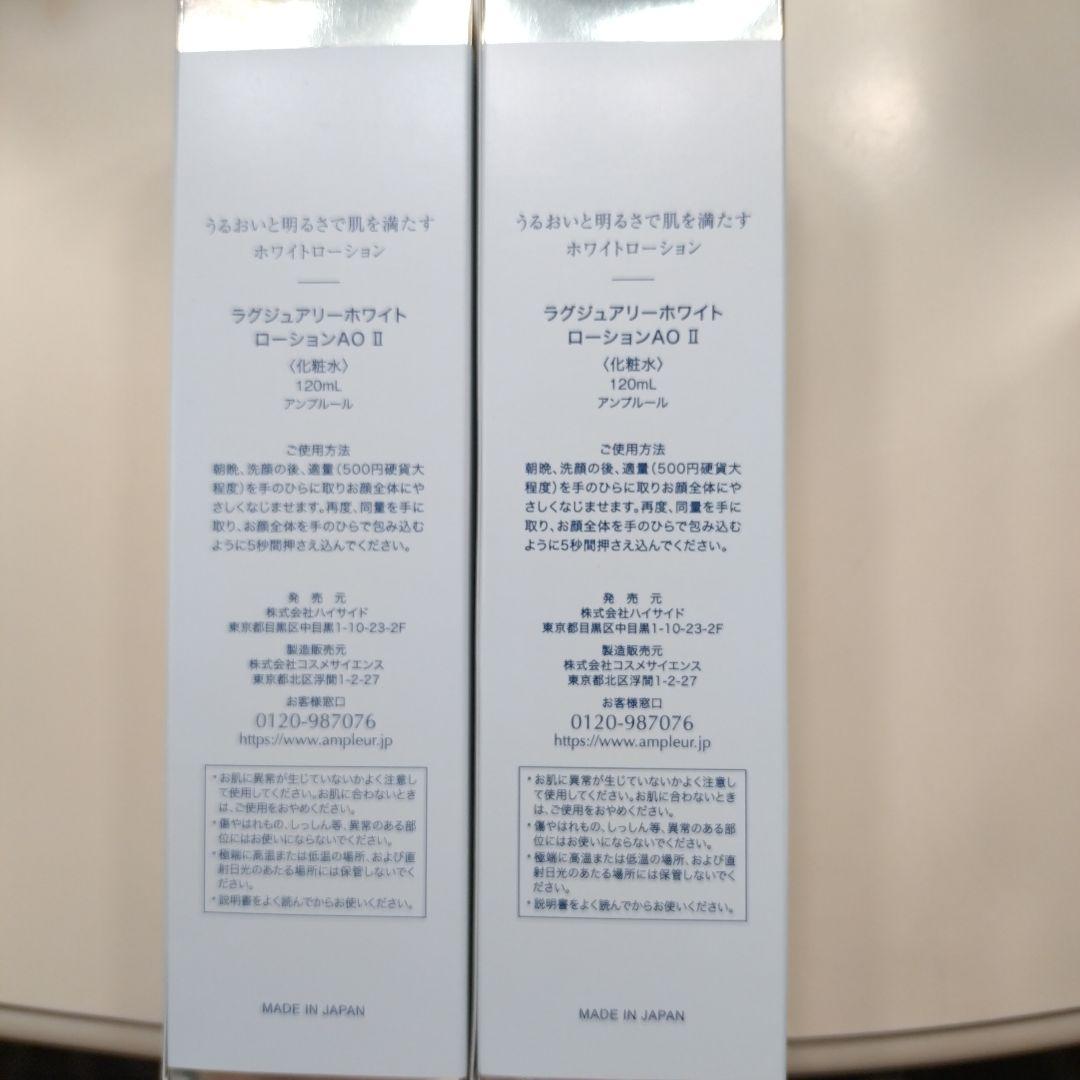 うるおいと明るさで肌を満たす
ホワイトローション
ラグジュアリーホワイト
ローションAO Ⅱ
〈化粧水〉
120mL
アンプルール
ご使用方法
朝晩、洗顔の後、適量(500円硬貨大
程度)を手のひらに取りお顔全体にや
さしくなじませます。再度、同量を手に
取り、お顔全体を手のひらで包み込む
ように5秒間押さえ込んでください。
発 売 元
株式会社ハイサイド
東京都目黒区中目黒1-10-23-2F
製造販売元
株式会社コスメサイエンス
東京都北区浮間1-2-27
お客様窓口
0120-987076
https://www.ampleur.jp
*お肌に異常が生じていないかよく注意し
て使用してください。お肌に合わないとき
は、ご使用をおやめください。
*傷やはれもの、しっしん等、異常のある部
位にはお使いにならないでください。
*極端に高温または低温の場所、および直
射日光のあたる場所には保管しないでく
ださい。
*説明書をよく読んでからお使いください。
MADE IN JAPAN
うるおいと明るさで肌を満たす
ホワイトローション
ラグジュアリーホワイト
ローションAO Ⅱ
〈化粧水〉
120mL
アンプルール
ご使用方法
朝晩、洗顔の後、適量(500円硬貨大
程度)を手のひらに取りお顔全体にや
さしくなじませます。再度、同量を手に
取り、お顔全体を手のひらで包み込む
ように5秒間押さえ込んでください。
発 売 元
株式会社ハイサイド
東京都目黒区中目黒1-10-23-2F
製造販売元
株式会社コスメサイエンス
東京都北区浮間1-2-27
お客様窓口
0120-987076
https://www.ampleur.jp
*お肌に異常が生じていないかよく注意し
て使用してください。お肌に合わないとき
は、ご使用をおやめください。
*傷やはれもの、しっしん等、異常のある部
位にはお使いにならないでください。
*極端に高温または低温の場所、および直
射日光のあたる場所には保管しないでく
ださい。
*説明書をよく読んでからお使いください。
MADE IN JAPAN